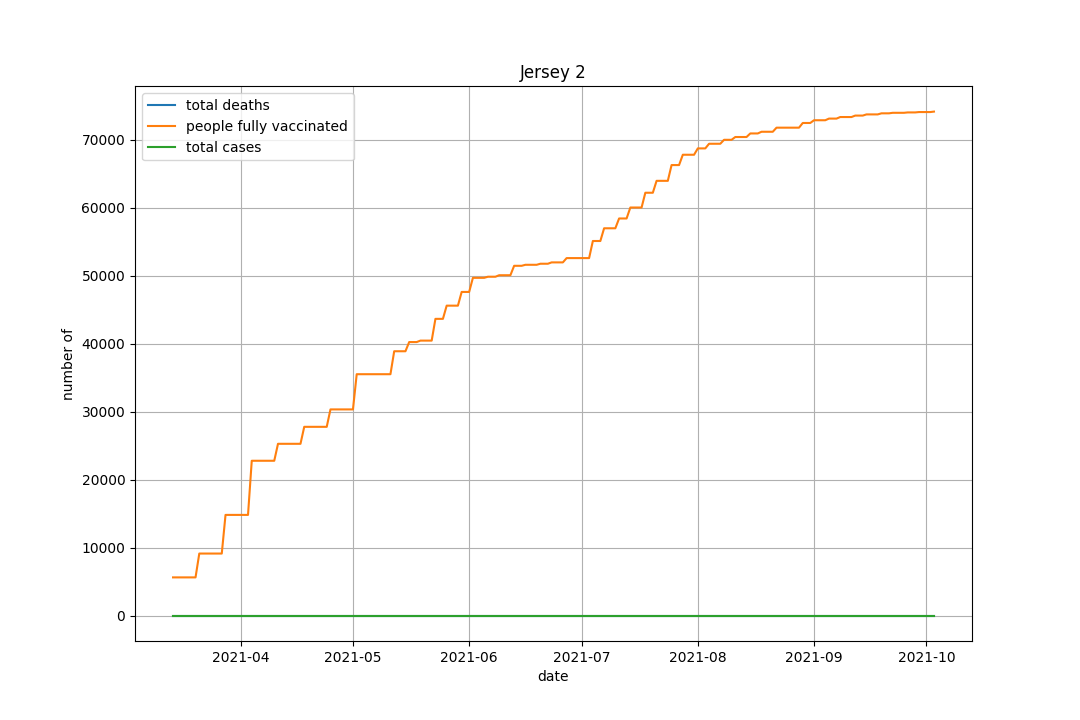 Jersey 2
total deaths
people fully vaccinated
total cases
number of
70000
60000
50000
40000
30000
20000
10000
0
2021-04 2021-05 2021-06 2021-07 2021-08 2021-09 2021-10
date